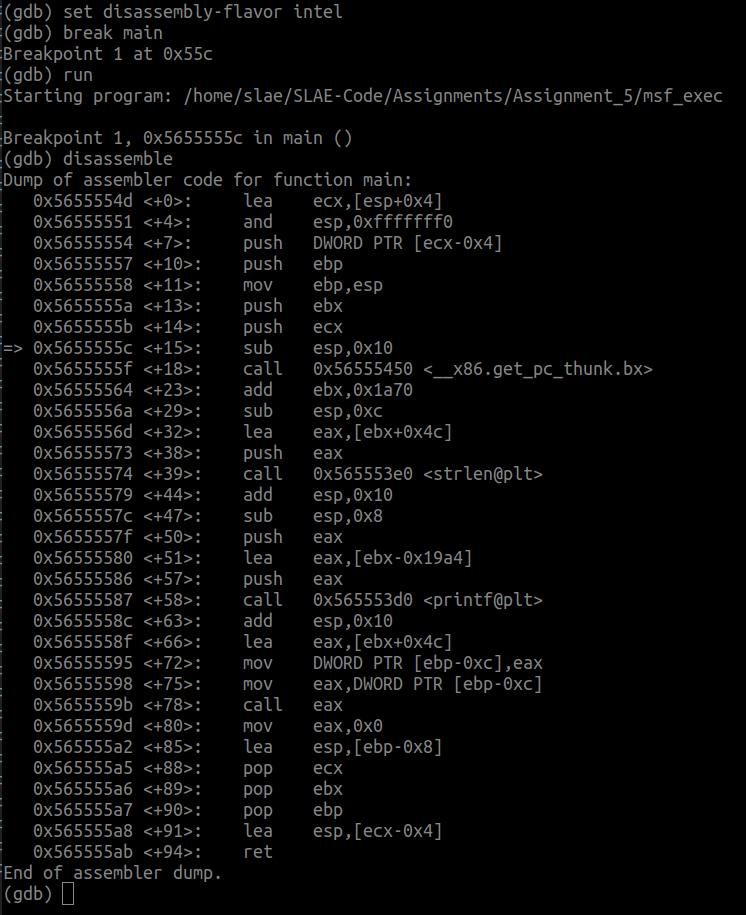 (gdb) set disassembly-flavor intel
(gdb) break main
Breakpoint 1 at 0x55c
(gdb) run
Starting program: /home/slae/SLAE-Code/Assignments/Assignment_5/msf_exec
Breakpoint 1, 0x5655555c in main ()
(gdb) disassemble
Dump of assembler code for function main:
   0x5655554d <+0>:     lea    ecx,[esp+0x4]
   0x56555551 <+4>:     and    esp,0xfffffff0
   0x56555554 <+7>:     push   DWORD PTR [ecx-0x4]
   0x56555557 <+10>:    push   ebp
   0x56555558 <+11>:    mov    ebp,esp
   0x5655555a <+13>:    push   ebx
   0x5655555b <+14>:    push   ecx
=> 0x5655555c <+15>:    sub    esp,0x10
   0x5655555f <+18>:    call   0x56555450 <__x86.get_pc_thunk.bx>
   0x56555564 <+23>:    add    ebx,0x1a70
   0x5655556a <+29>:    sub    esp,0xc
   0x5655556d <+32>:    lea    eax,[ebx+0x4c]
   0x56555573 <+38>:    push   eax
   0x56555574 <+39>:    call   0x565553e0 <strlen@plt>
   0x56555579 <+44>:    add    esp,0x10
   0x5655557c <+47>:    sub    esp,0x8
   0x5655557f <+50>:    push   eax
   0x56555580 <+51>:    lea    eax,[ebx-0x19a4]
   0x56555586 <+57>:    push   eax
   0x56555587 <+58>:    call   0x565553d0 <printf@plt>
   0x5655558c <+63>:    add    esp,0x10
   0x5655558f <+66>:    lea    eax,[ebx+0x4c]
   0x56555595 <+72>:    mov    DWORD PTR [ebp-0xc],eax
   0x56555598 <+75>:    mov    eax,DWORD PTR [ebp-0xc]
   0x5655559b <+78>:    call   eax
   0x5655559d <+80>:    mov    eax,0x0
   0x565555a2 <+85>:    lea    esp,[ebp-0x8]
   0x565555a5 <+88>:    pop    ecx
   0x565555a6 <+89>:    pop    ebx
   0x565555a7 <+90>:    pop    ebp
   0x565555a8 <+91>:    lea    esp,[ecx-0x4]
   0x565555ab <+94>:    ret
End of assembler dump.
(gdb)